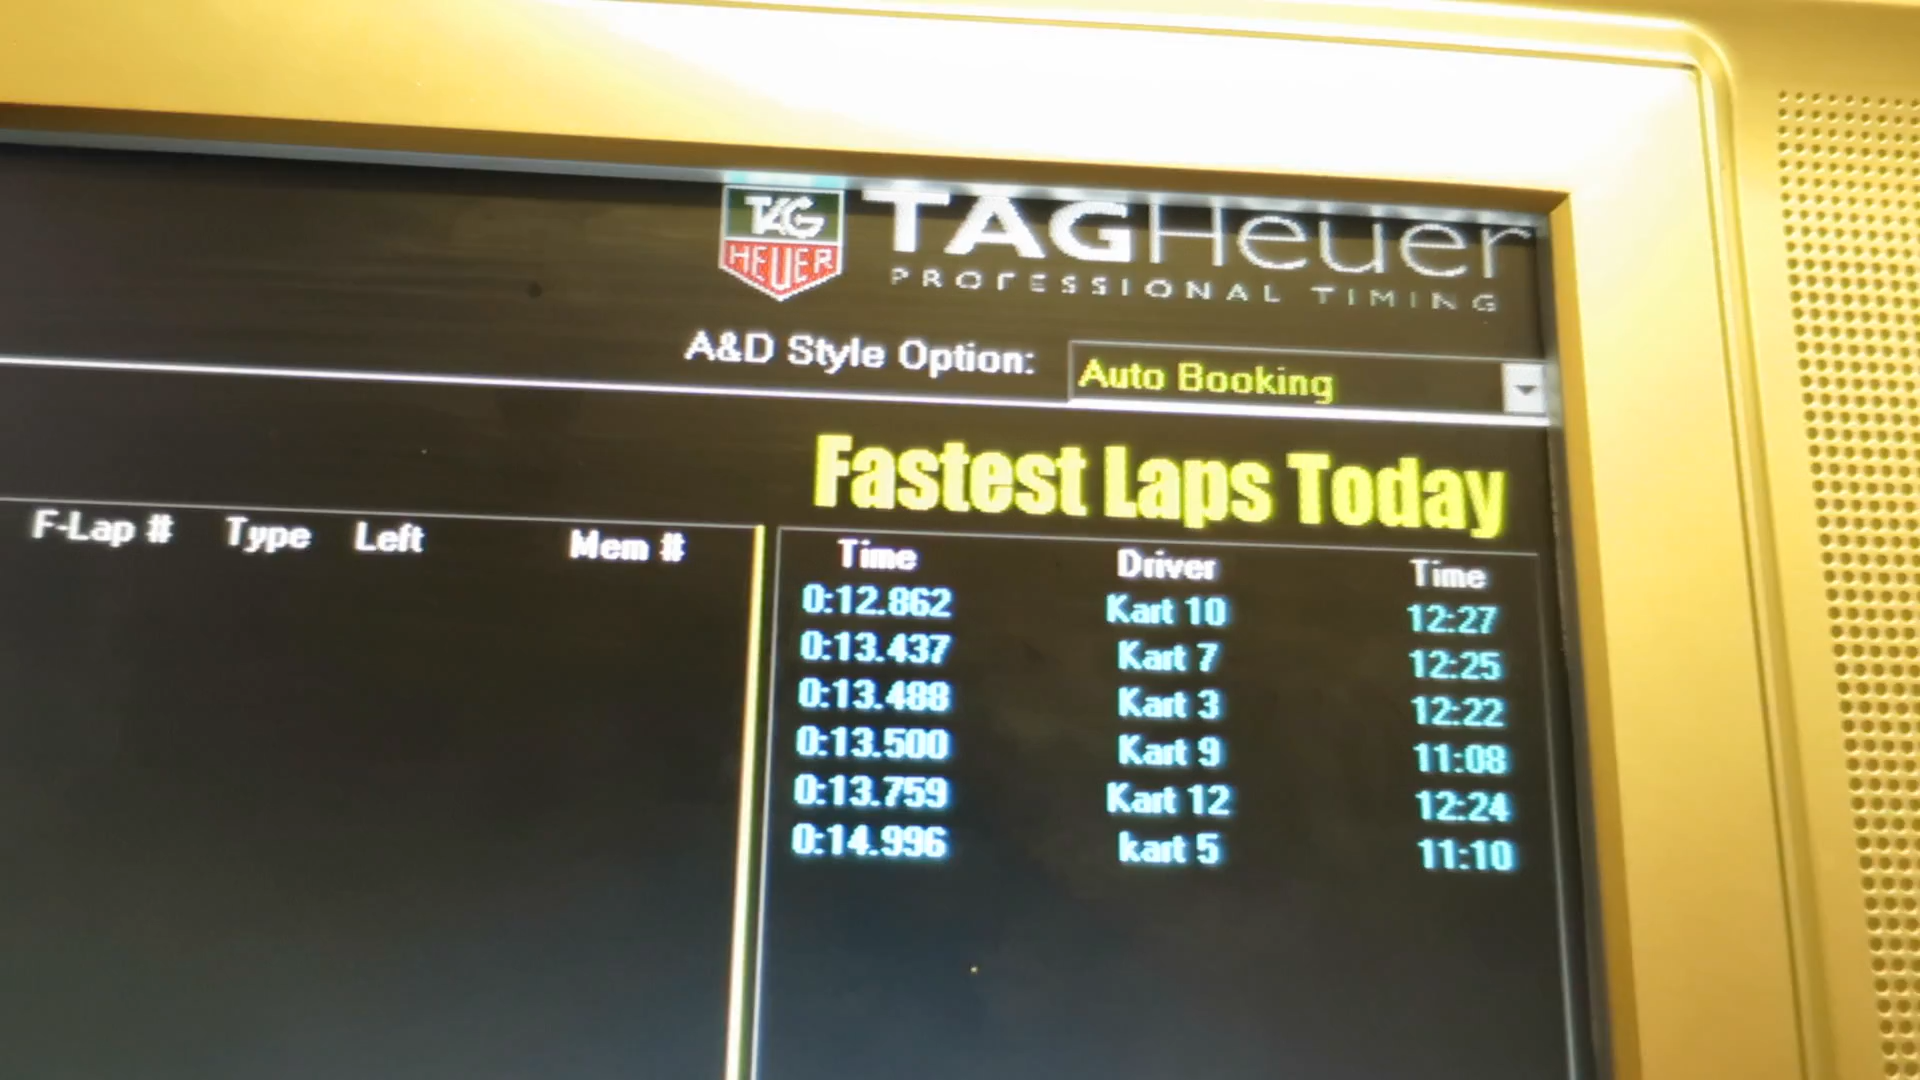 TAG
HEUER
TAGHeuer
PROFESSIONAL TIMING
A&D Style Option: Auto Booking
Fastest Laps Today
F-Lap # Type Left Mem #
Time Driver Time
0:12.862 Kart 10 12:27
0:13.437 Kart 7 12:25
0:13.488 Kart 3 12:22
0:13.500 Kart 9 11:08
0:13.759 Kart 12 12:24
0:14.996 kart 5 11:10